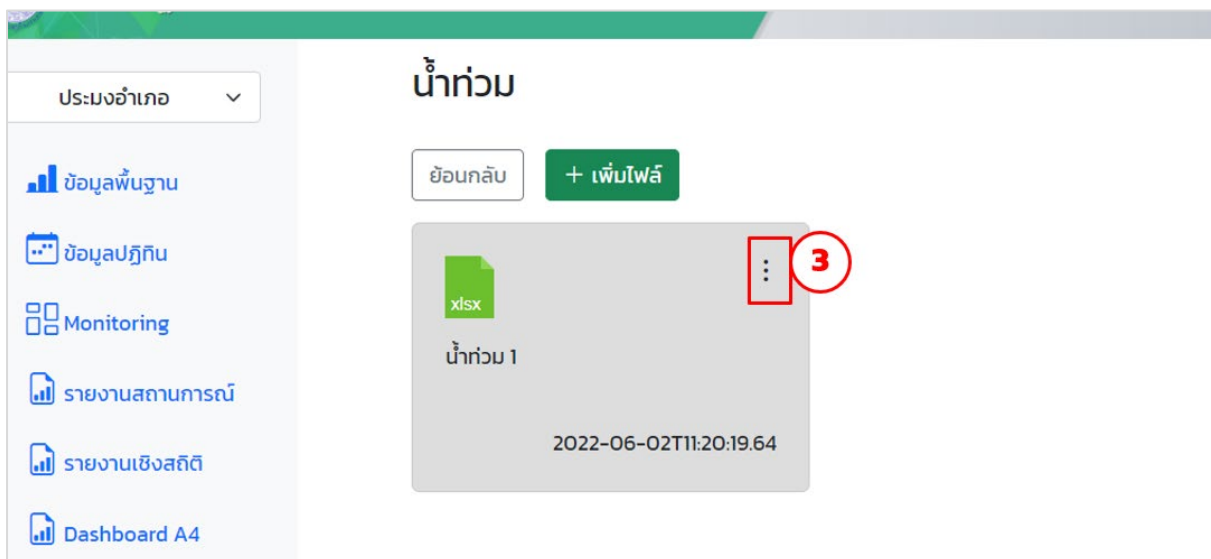 ประมงอำเภอ
ข้อมูลพื้นฐาน
ข้อมูลปฏิทิน
Monitoring
รายงานสถานการณ์
รายงานเชิงสถิติ
Dashboard A4
น้ำท่วม
ย้อนกลับ
+ เพิ่มไฟล์
3
xlsx
น้ำท่วม 1
2022-06-02T11:20:19.64